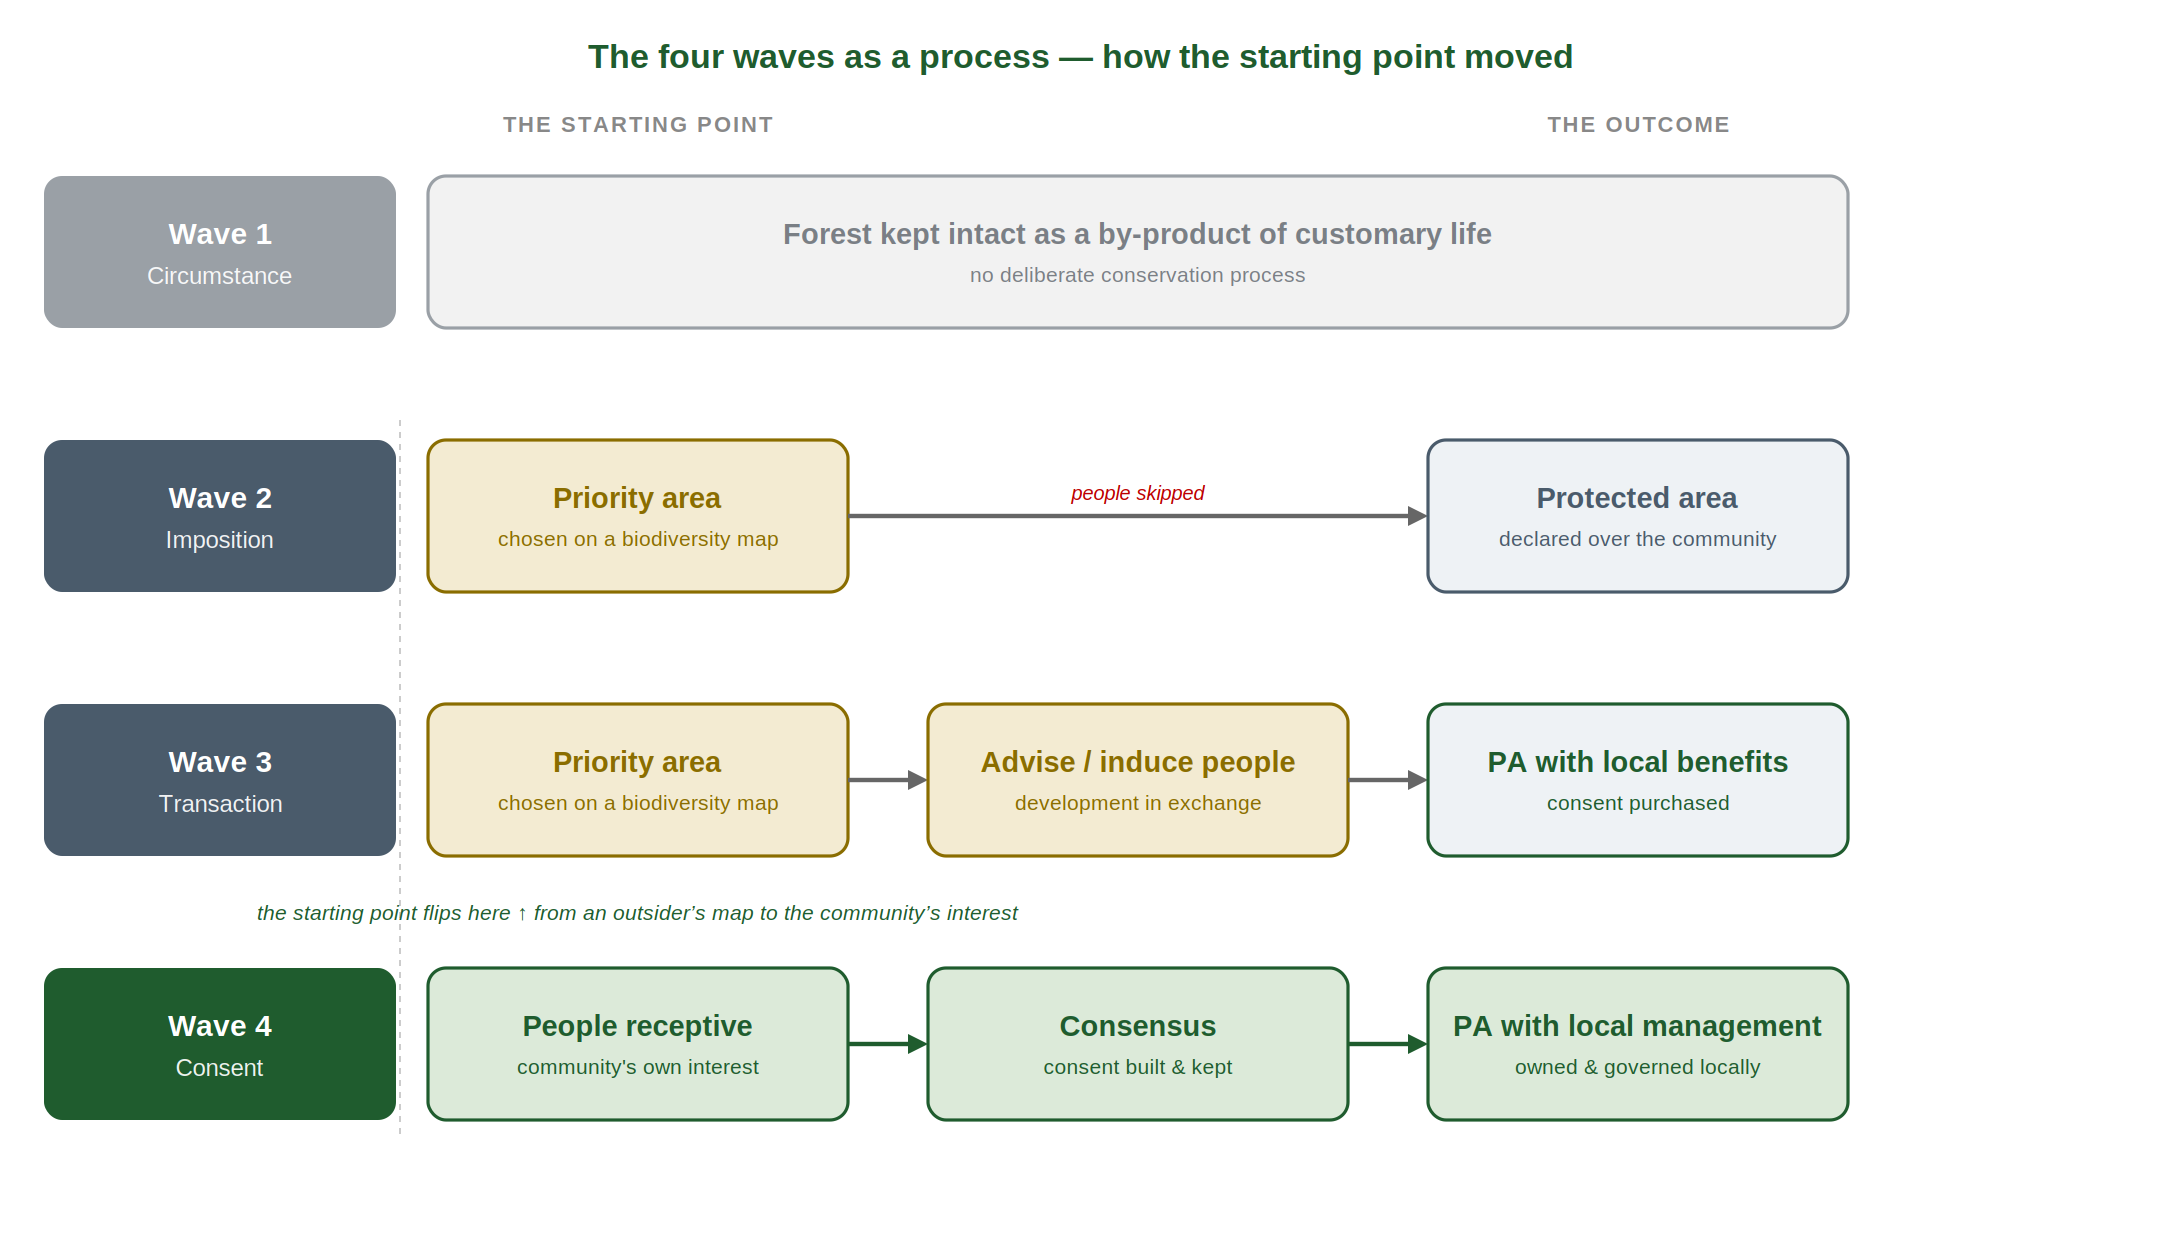 The four waves as a process — how the starting point moved
THE STARTING POINT
THE OUTCOME
Wave 1
Circumstance
Forest kept intact as a by-product of customary life
no deliberate conservation process
Wave 2
Imposition
Priority area
chosen on a biodiversity map
people skipped
Protected area
declared over the community
Wave 3
Transaction
Priority area
chosen on a biodiversity map
Advise / induce people
development in exchange
PA with local benefits
consent purchased
the starting point flips here ↑ from an outsider’s map to the community’s interest
Wave 4
Consent
People receptive
community's own interest
Consensus
consent built & kept
PA with local management
owned & governed locally